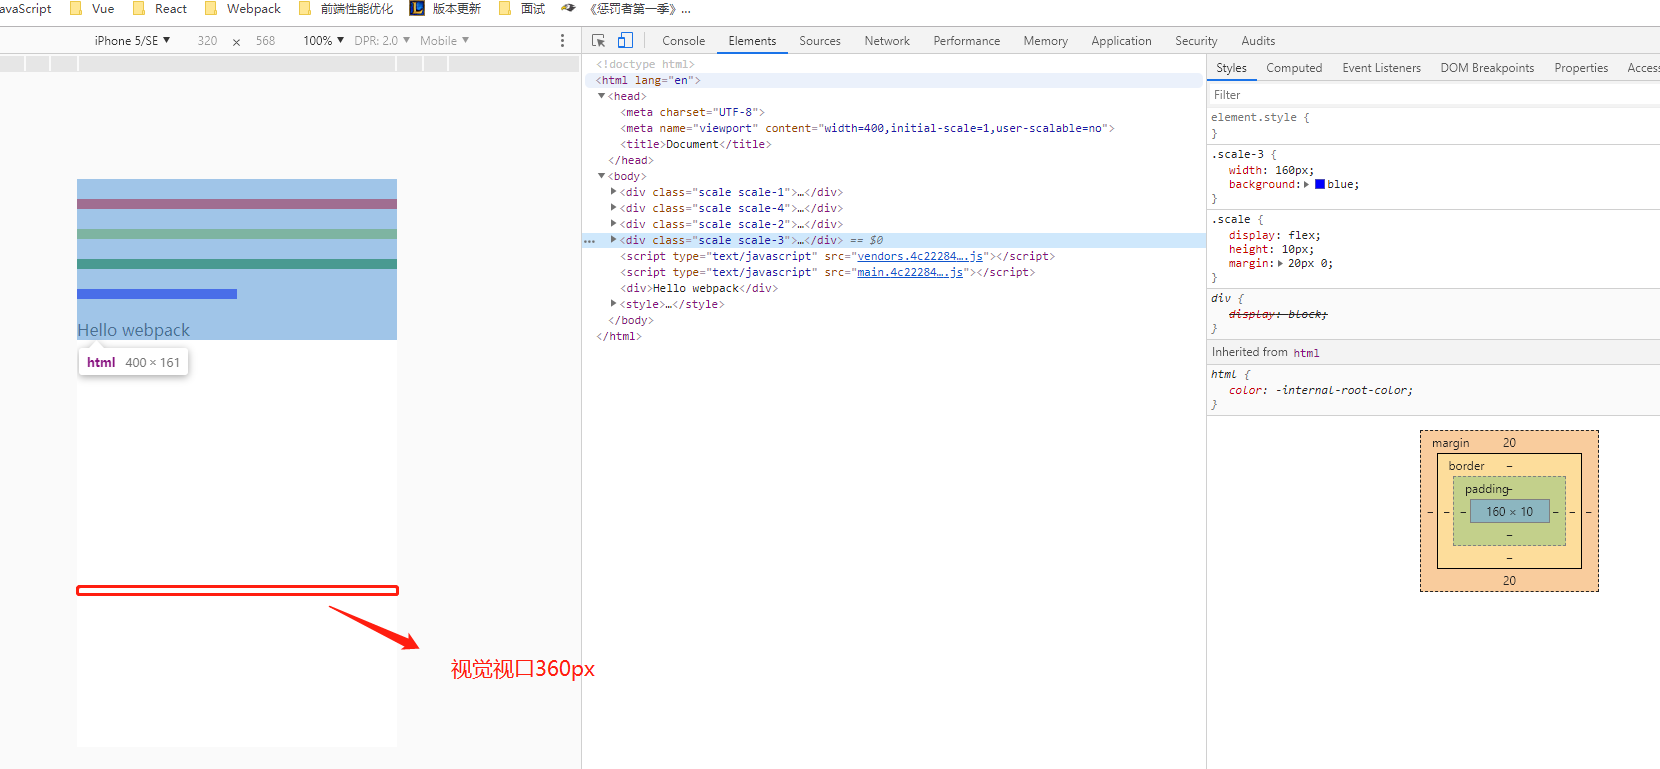 avaScript Vue React Webpack 前端性能优化 版本更新 面试 《惩罚者第一季》...
iPhone 5/SE ▼ 320 × 568 100% ▼ DPR: 2.0 ▼ Mobile ▼
Console Elements Sources Network Performance Memory Application Security Audits
Hello webpack
html 400 × 161
视觉视口360px
<!doctype html>
<html lang="en">
<head>
<meta charset="UTF-8">
<meta name="viewport" content="width=400,initial-scale=1,user-scalable=no">
<title>Document</title>
</head>
<body>
<div class="scale scale-1">…</div>
<div class="scale scale-4">…</div>
<div class="scale scale-2">…</div>
<div class="scale scale-3">…</div> == $0
<script type="text/javascript" src="vendors.4c22284….js"></script>
<script type="text/javascript" src="main.4c22284….js"></script>
<div>Hello webpack</div>
<style>…</style>
</body>
</html>
Styles Computed Event Listeners DOM Breakpoints Properties Acces
Filter
element.style {
}
.scale-3 {
width: 160px;
background: blue;
}
.scale {
display: flex;
height: 10px;
margin: 20px 0;
}
div {
display: block;
}
Inherited from html
html {
color: -internal-root-color;
}
margin 20
border –
padding –
– – – 160 × 10 – – –
–
–
20